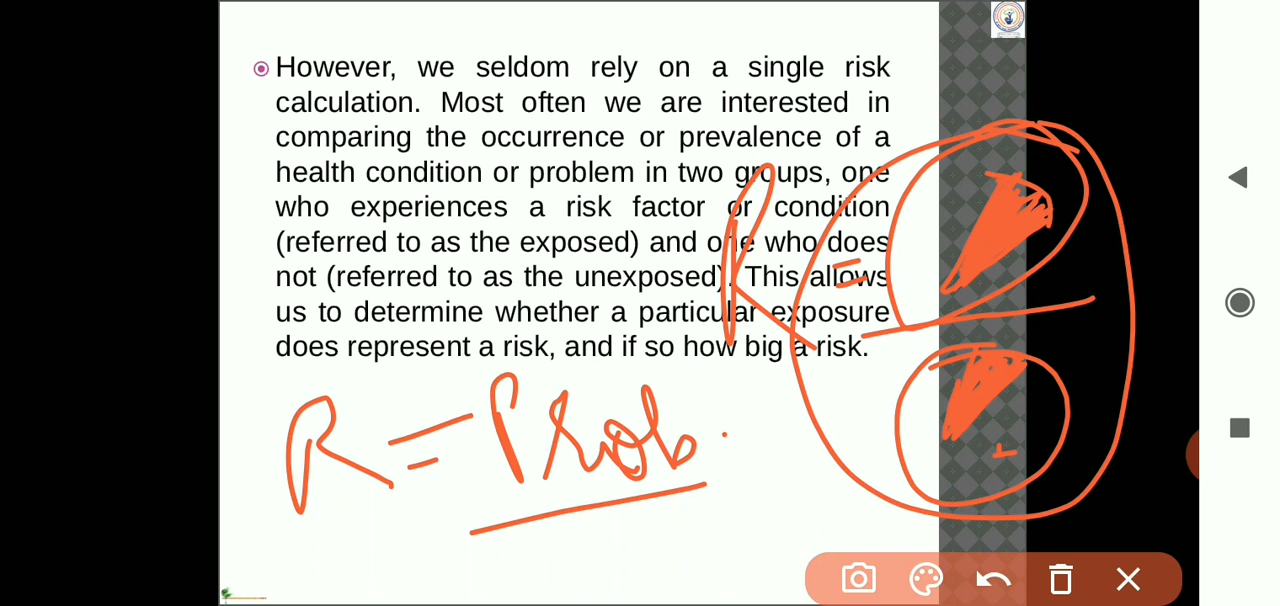 However, we seldom rely on a single risk
calculation. Most often we are interested in
comparing the occurrence or prevalence of a
health condition or problem in two groups, one
who experiences a risk factor or condition
(referred to as the exposed) and one who does
not (referred to as the unexposed). This allows
us to determine whether a particular exposure
does represent a risk, and if so how big a risk.
R =
R = Prob.